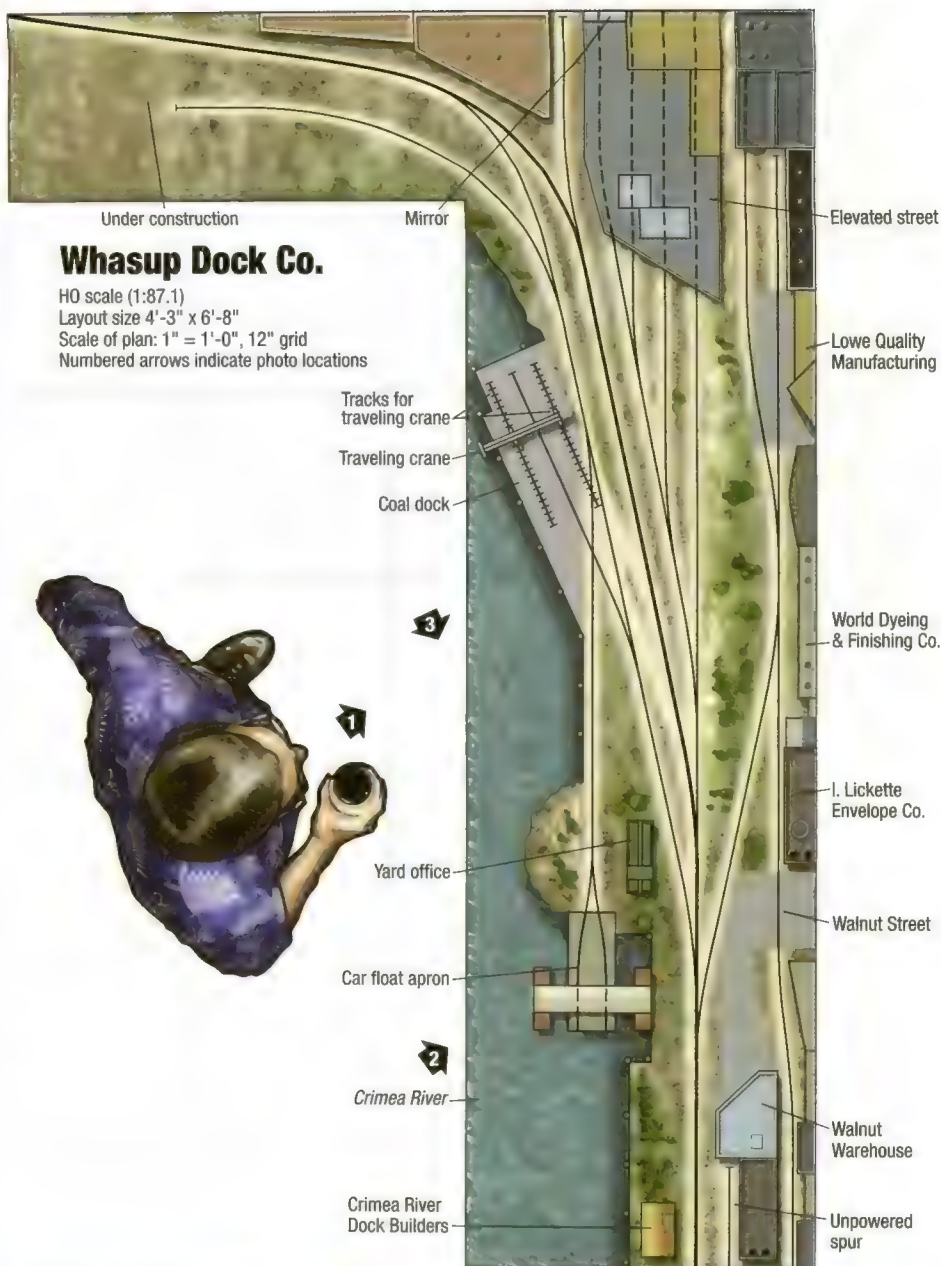 Under construction
Mirror
Elevated street
Whasup Dock Co.
HO scale (1:87.1)
Layout size 4'-3" x 6'-8"
Scale of plan: 1" = 1'-0", 12" grid
Numbered arrows indicate photo locations
Lowe Quality
Manufacturing
Tracks for
traveling crane
Traveling crane
Coal dock
3
World Dyeing
& Finishing Co.
1
I. Lickette
Envelope Co.
Yard office
Walnut Street
Car float apron
2
Crimea River
Walnut
Warehouse
Crimea River
Dock Builders
Unpowered
spur